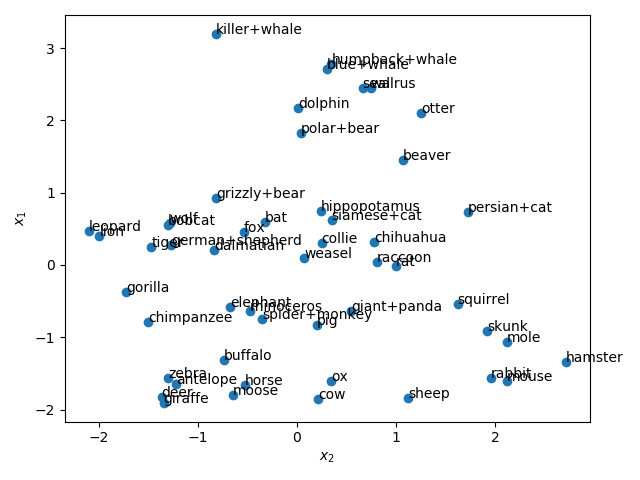 killer+whale
humpback+whale
blue+whale
seal
walrus
dolphin
otter
polar+bear
beaver
grizzly+bear
hippopotamus
persian+cat
siamese+cat
wolf
bobcat
bat
leopard
lion
fox
german+shepherd
tiger
dalmatian
collie
chihuahua
weasel
raccoon
rat
gorilla
elephant
rhinoceros
giant+panda
squirrel
chimpanzee
spider+monkey
pig
skunk
mole
buffalo
hamster
zebra
antelope
horse
ox
rabbit
mouse
deer
giraffe
moose
cow
sheep
3
2
1
0
−1
−2
x1
−2 −1 0 1 2
x2